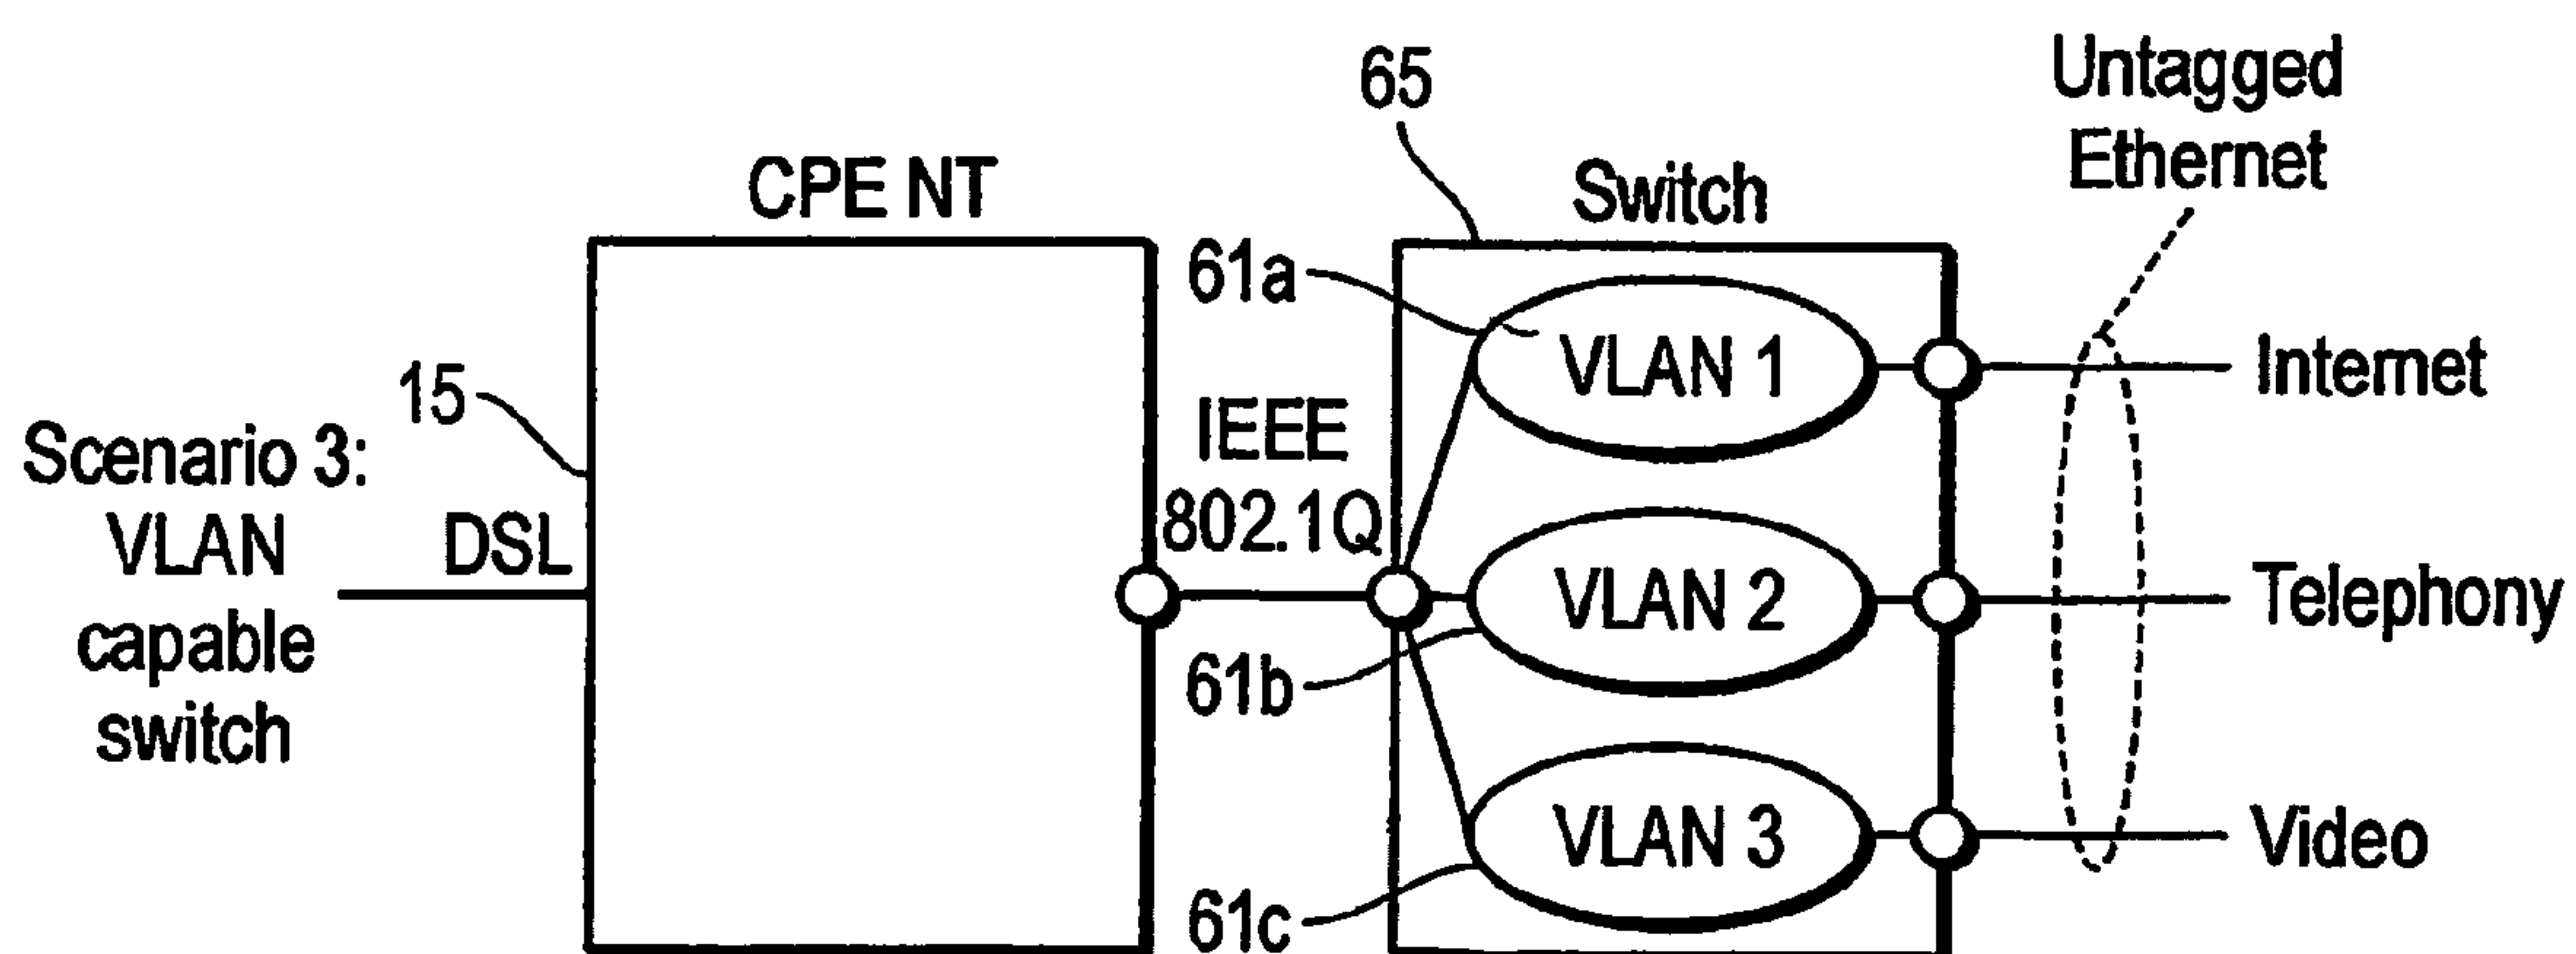 65
Untagged
Ethernet
CPE NT
Switch
61a
VLAN 1
Internet
15
IEEE
802.1Q
Scenario 3:
VLAN
capable
switch
DSL
VLAN 2
Telephony
61b
VLAN 3
Video
61c